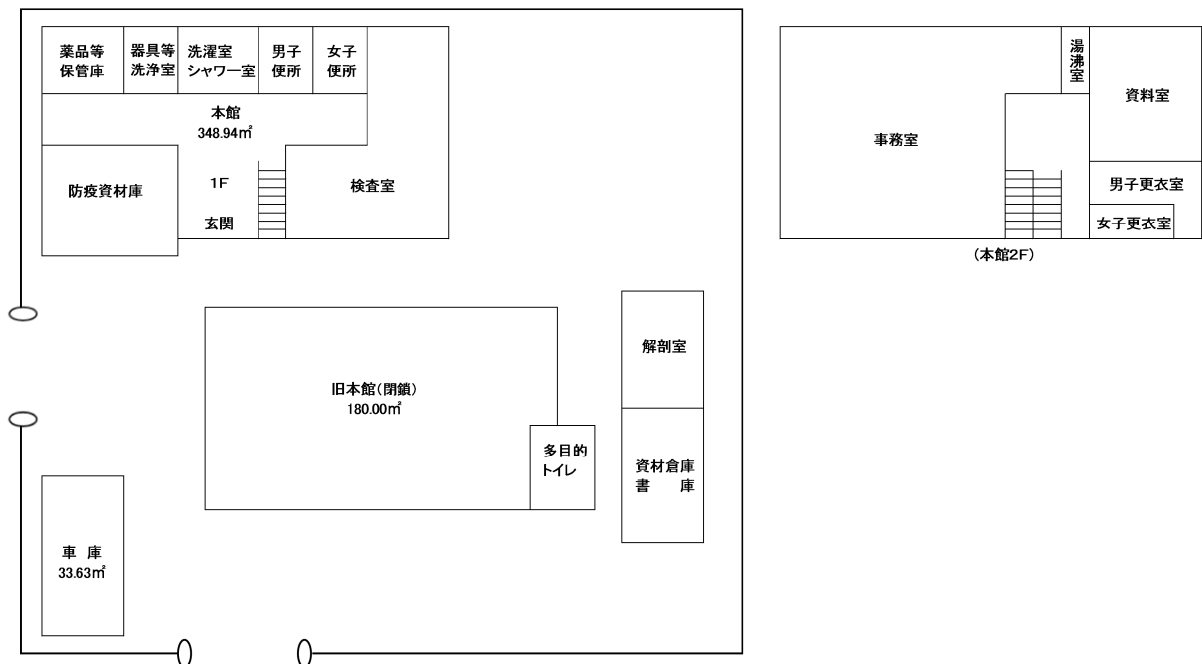 薬品等
保管庫
器具等
洗浄室
洗濯室
シャワー室
男子
便所
女子
便所
本館
348.94㎡
防疫資材庫
1F
玄関
検査室
事務室
湯沸室
資料室
男子更衣室
女子更衣室
(本館2F)
旧本館(閉鎖)
180.00㎡
多目的
トイレ
解剖室
資材倉庫
書　庫
車　庫
33.63㎡